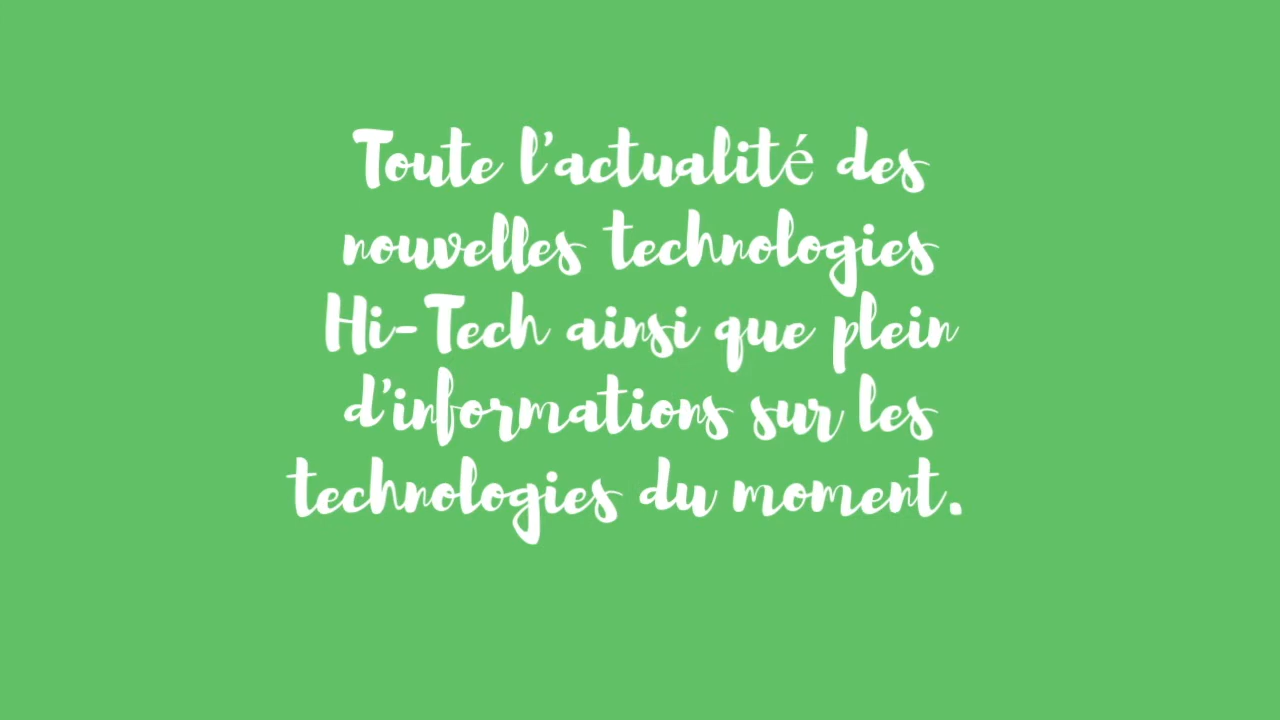 Toute l'actualité des
nouvelles technologies
Hi-Tech ainsi que plein
d'informations sur les
technologies du moment.